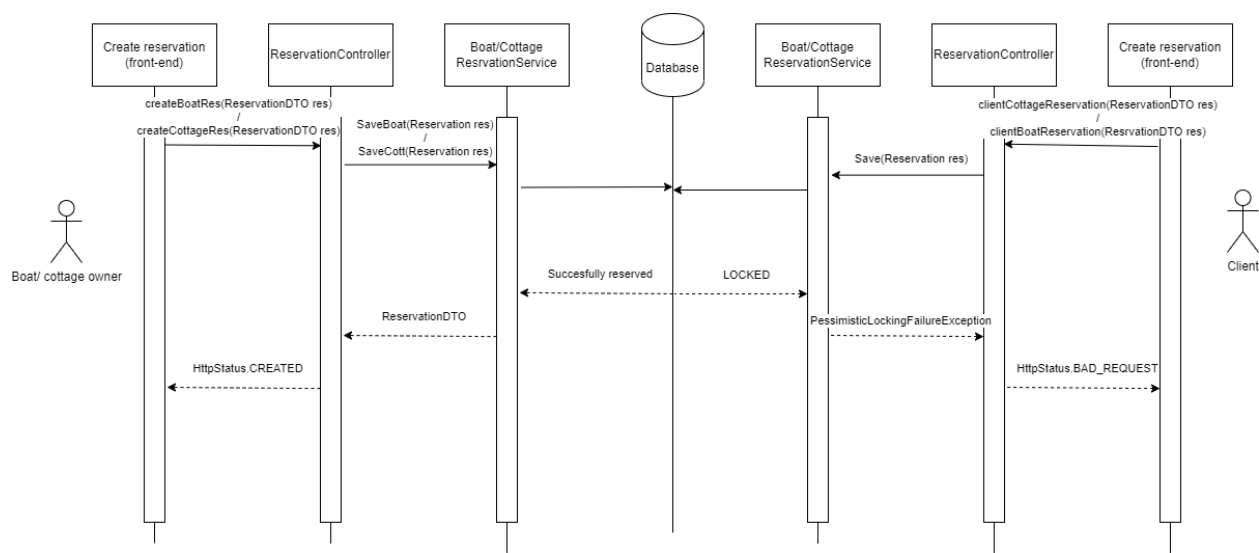 Create reservation
(front-end)
ReservationController
Boat/Cottage
ResrvationService
Database
Boat/Cottage
ReservationService
ReservationController
Create reservation
(front-end)
createBoatRes(ReservationDTO res)
/
createCottageRes(ReservationDTO res)
SaveBoat(Reservation res)
/
SaveCott(Reservation res)
clientCottageReservation(ReservationDTO res)
/
clientBoatReservation(ResrvationDTO res)
Save(Reservation res)
Boat/ cottage owner
Client
Succesfully reserved
LOCKED
ReservationDTO
PessimisticLockingFailureException
HttpStatus.CREATED
HttpStatus.BAD_REQUEST